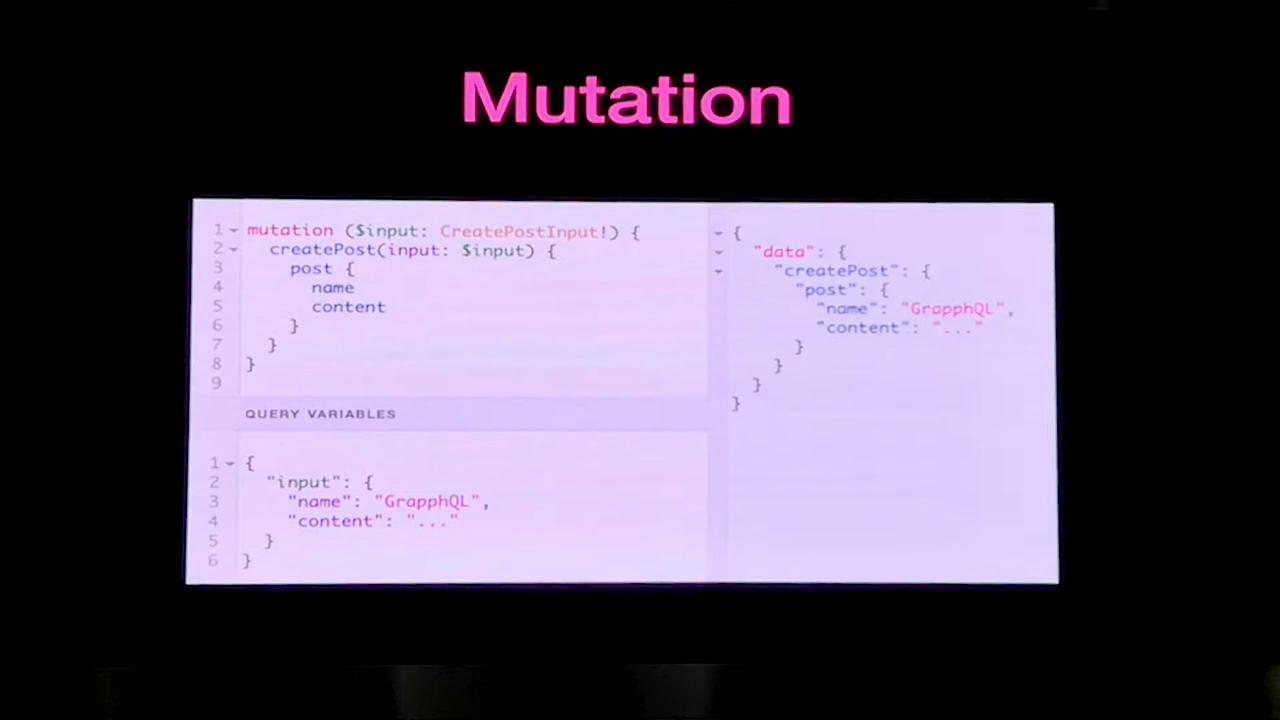 Mutation
1 mutation ($input: CreatePostInput!) {
2 createPost(input: $input) {
3 post {
4 name
5 content
6 }
7 }
8 }
9
QUERY VARIABLES
1 {
2 "input": {
3 "name": "GrapphQL",
4 "content": "..."
5 }
6 }
{
"data": {
"createPost": {
"post": {
"name": "GrapphQL",
"content": "..."
}
}
}
}